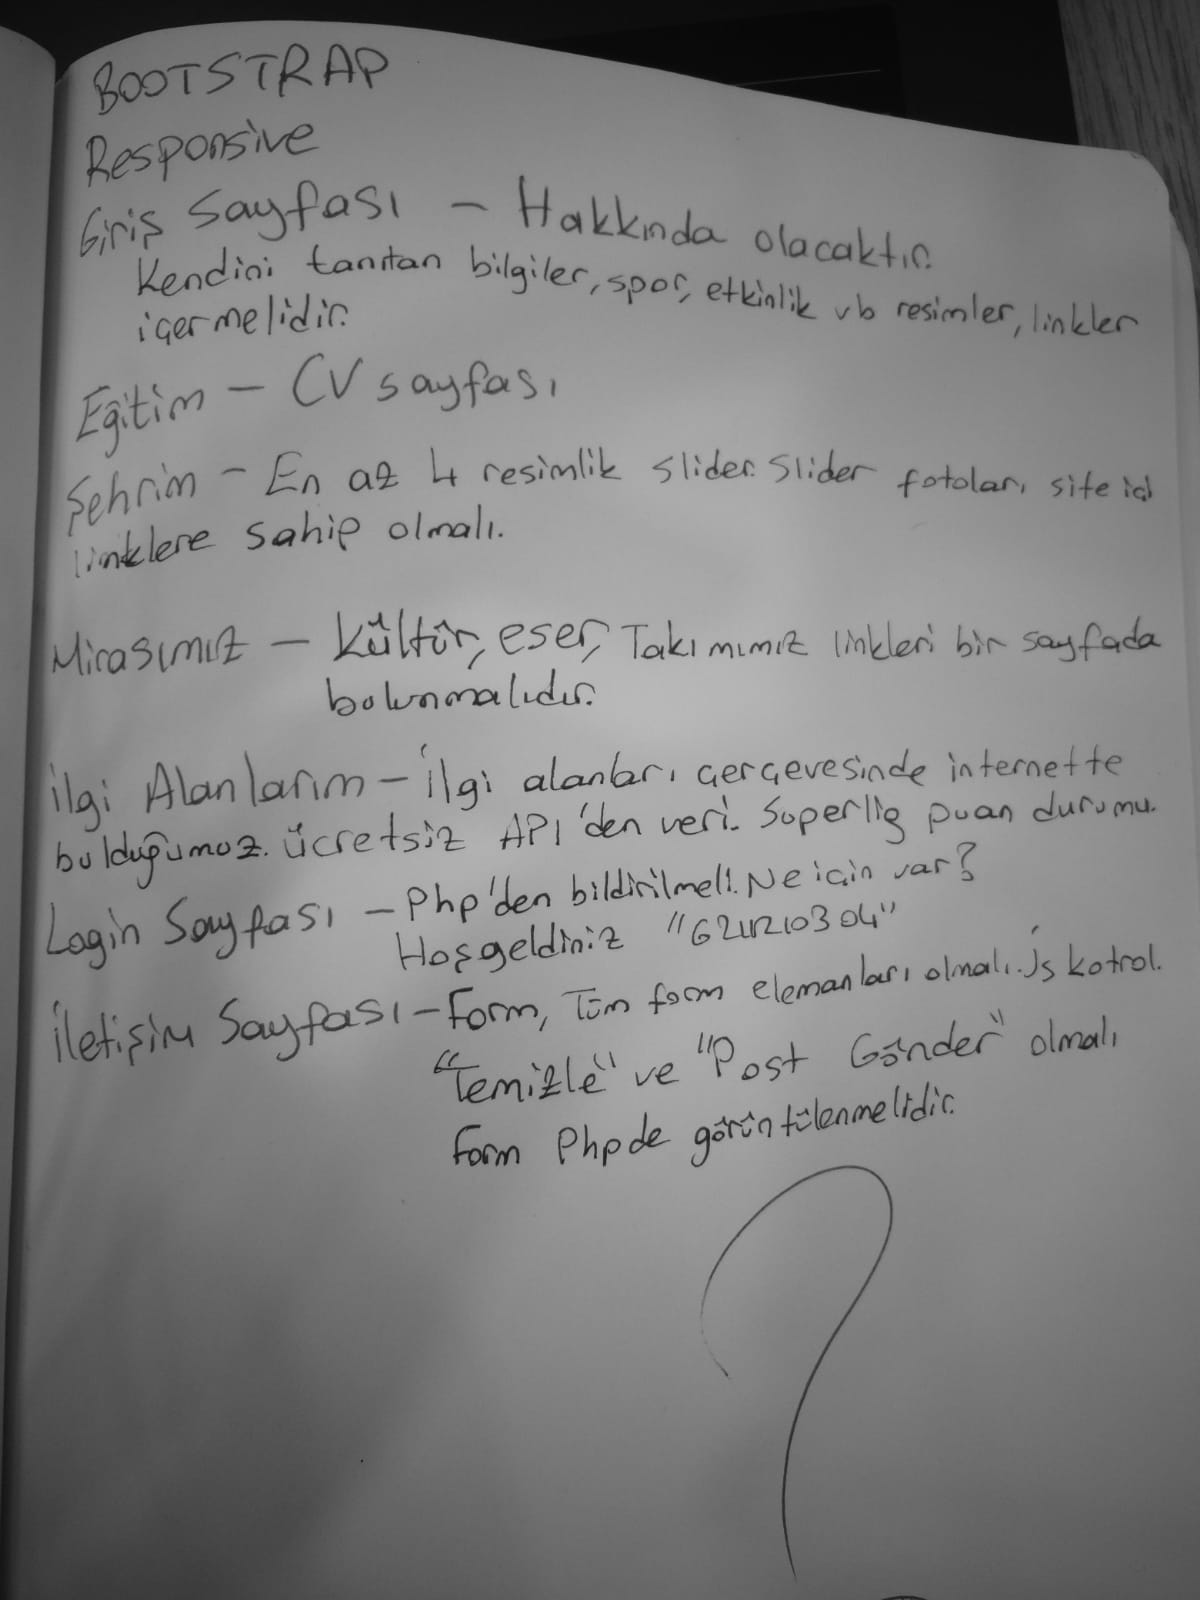 BOOTSTRAP
Responsive
Giriş Sayfası - Hakkında olacaktır.
Kendini tanıtan bilgiler, spor, etkinlik vb resimler, linkler
içermelidir.
Eğitim - CV sayfası
Şehrim - En az 4 resimlik slider. Slider fotoları site içi
linklere sahip olmalı.
Mirasımız - Kültür, eser, Takımımız linkleri bir sayfada
bulunmalıdır.
İlgi Alanlarım - İlgi alanları çerçevesinde internette
bulduğumuz. ücretsiz API'den veri. Süperlig puan durumu.
Login Sayfası - Php'den bildirilmeli. Ne için var?
Hoşgeldiniz "G211210304"
İletişim Sayfası - Form, Tüm form elemanları olmalı. Js kotrol.
"Temizle" ve "Post Gönder" olmalı
Form Phpde görüntülenmelidir.
?